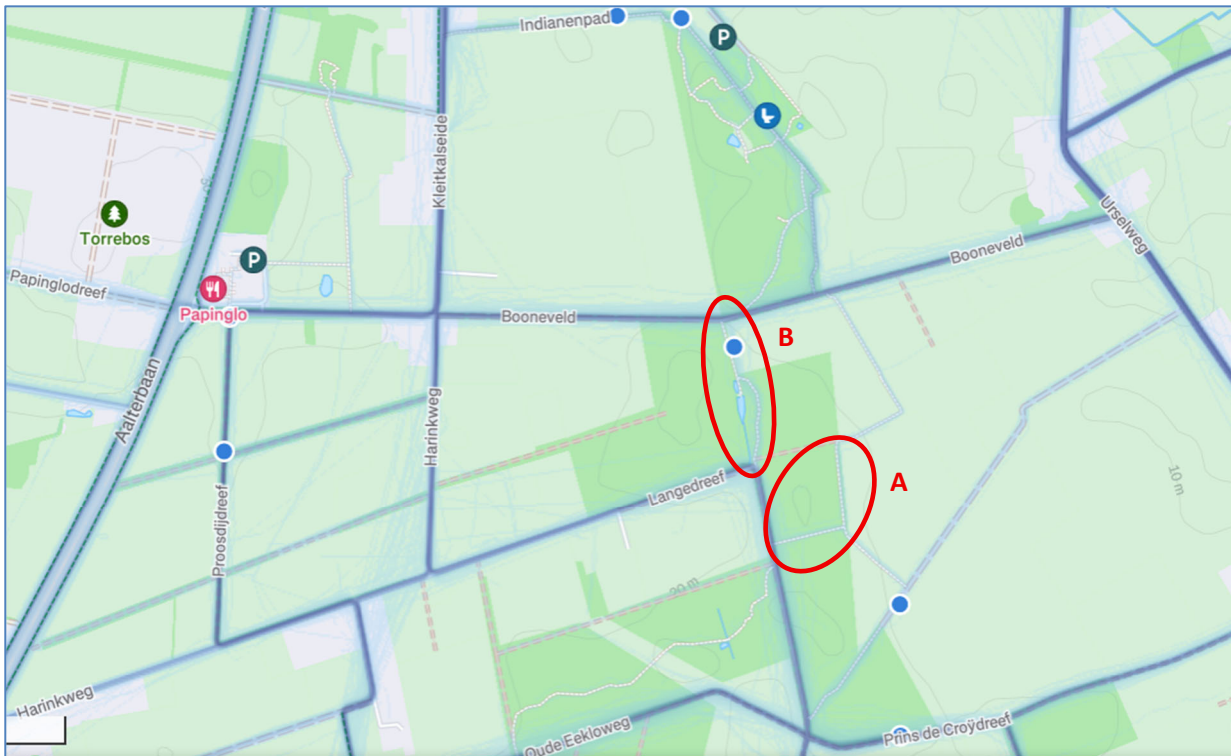 Indianenpad
P
Kleitkalseide
Torrebos
P
Papinglodreef
Papinglo
Booneveld
Booneveld
Urselweg
B
Aalterbaan
Harinkweg
Langedreef
A
10 m
Proosdijdreef
20 m
Harinkweg
Oude Eekloweg
Prins de Croÿdreef